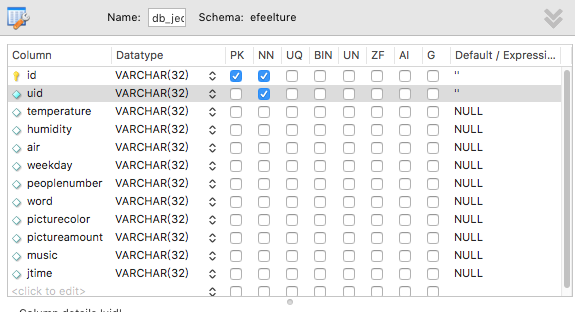 Name: db_jec Schema: efeelture
Column Datatype PK NN UQ BIN UN ZF AI G Default / Expressi...
id VARCHAR(32) ''
uid VARCHAR(32) ''
temperature VARCHAR(32) NULL
humidity VARCHAR(32) NULL
air VARCHAR(32) NULL
weekday VARCHAR(32) NULL
peoplenumber VARCHAR(32) NULL
word VARCHAR(32) NULL
picturecolor VARCHAR(32) NULL
pictureamount VARCHAR(32) NULL
music VARCHAR(32) NULL
jtime VARCHAR(32) NULL
<click to edit>